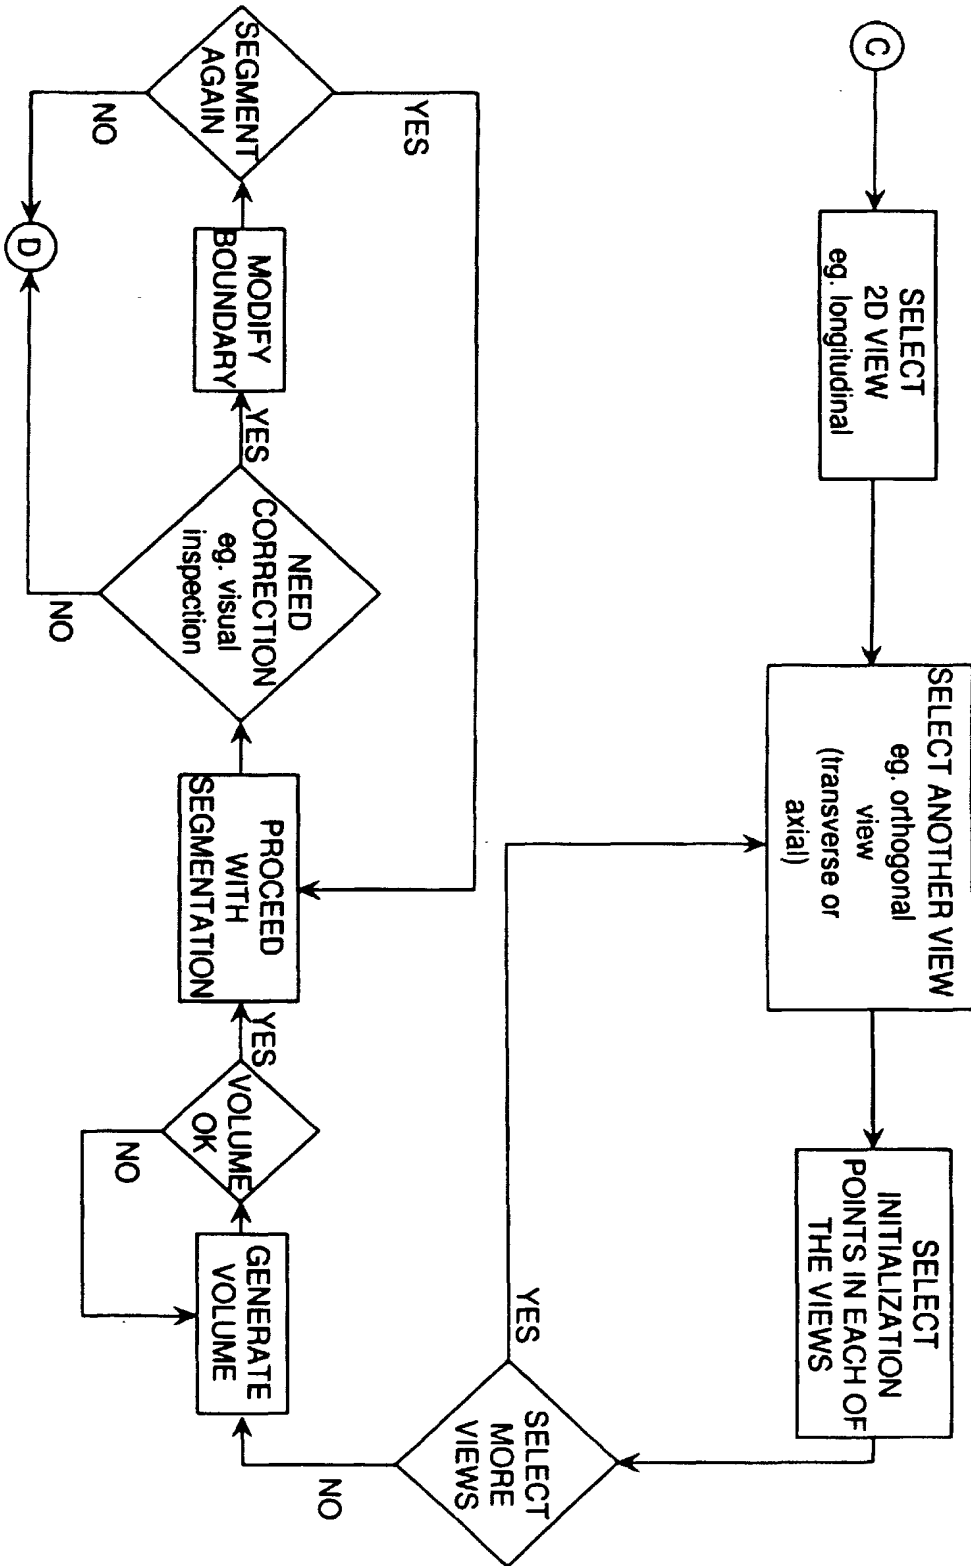 C
SELECT
2D VIEW
eg. longitudinal
SELECT ANOTHER VIEW
eg. orthogonal
view
(transverse or
axial)
SELECT
INITIALIZATION
POINTS IN EACH OF
THE VIEWS
SELECT
MORE
VIEWS
YES
NO
GENERATE
VOLUME
VOLUME
OK
NO
YES
PROCEED
WITH
SEGMENTATION
NEED
CORRECTION
eg. visual
inspection
NO
YES
MODIFY
BOUNDARY
SEGMENT
AGAIN
YES
NO
D